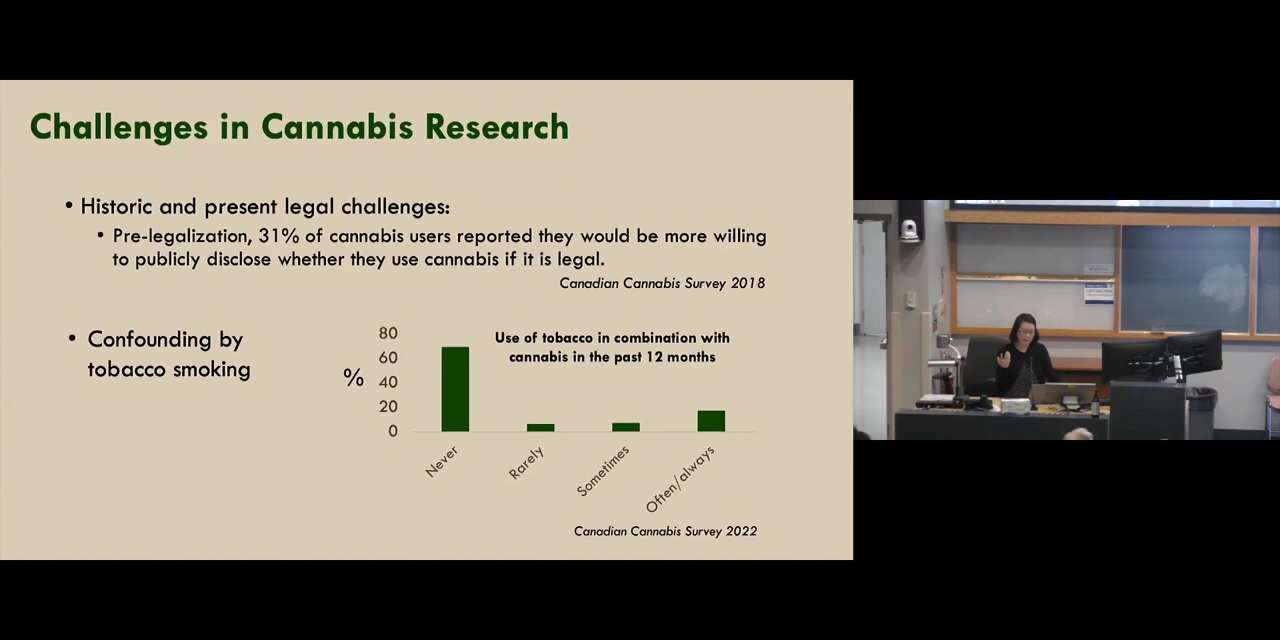 Challenges in Cannabis Research
• Historic and present legal challenges:
• Pre-legalization, 31% of cannabis users reported they would be more willing
to publicly disclose whether they use cannabis if it is legal.
Canadian Cannabis Survey 2018
• Confounding by
tobacco smoking
Use of tobacco in combination with
cannabis in the past 12 months
%
80
60
40
20
0
Never
Rarely
Sometimes
Often/always
Canadian Cannabis Survey 2022